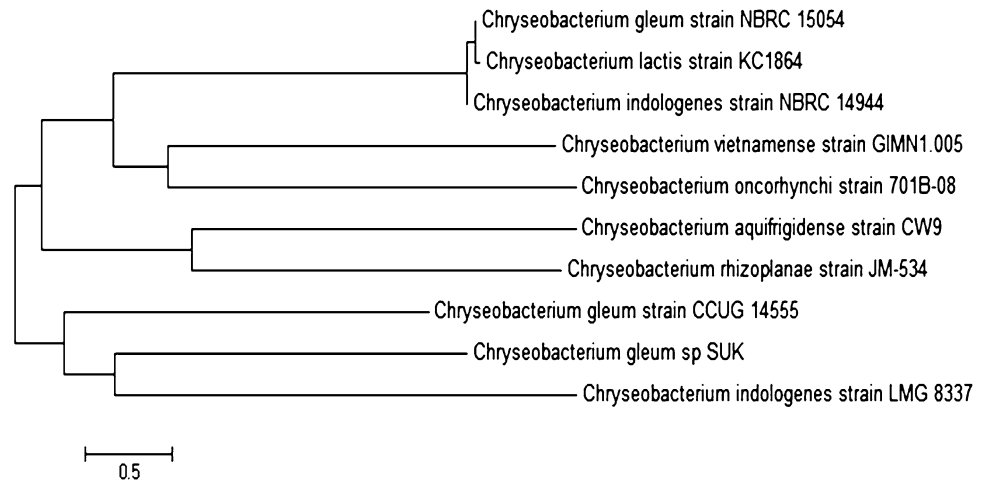 Chryseobacterium gleum strain NBRC 15054
Chryseobacterium lactis strain KC1864
Chryseobacterium indologenes strain NBRC 14944
Chryseobacterium vietnamense strain GIMN1.005
Chryseobacterium oncorhynchi strain 701B-08
Chryseobacterium aquifrigidense strain CW9
Chryseobacterium rhizoplanae strain JM-534
Chryseobacterium gleum strain CCUG 14555
Chryseobacterium gleum sp SUK
Chryseobacterium indologenes strain LMG 8337
0.5